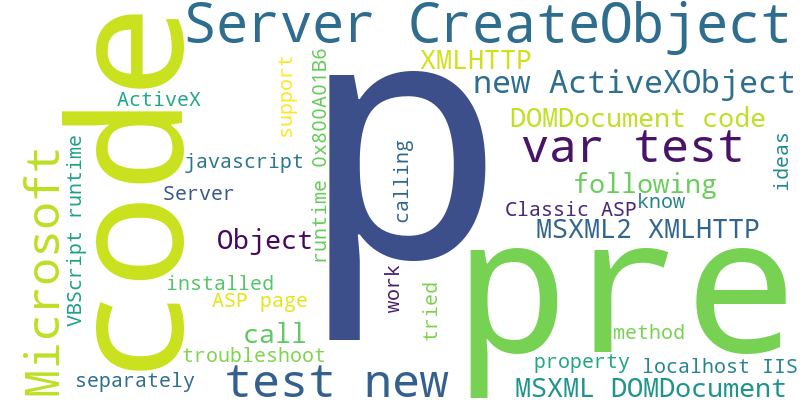 Server CreateObject
code
p
pre
XMLHTTP
new ActiveXObject
support
runtime 0x800A01B6
ActiveX
DOMDocument code
var test
ideas
VBScript runtime
Microsoft
javascript
calling
following
Server
Classic ASP
know
Object
MSXML2 XMLHTTP
installed
ASP page
work
tried
call
method
troubleshoot
property
localhost IIS
separately
test new
MSXML DOMDocument